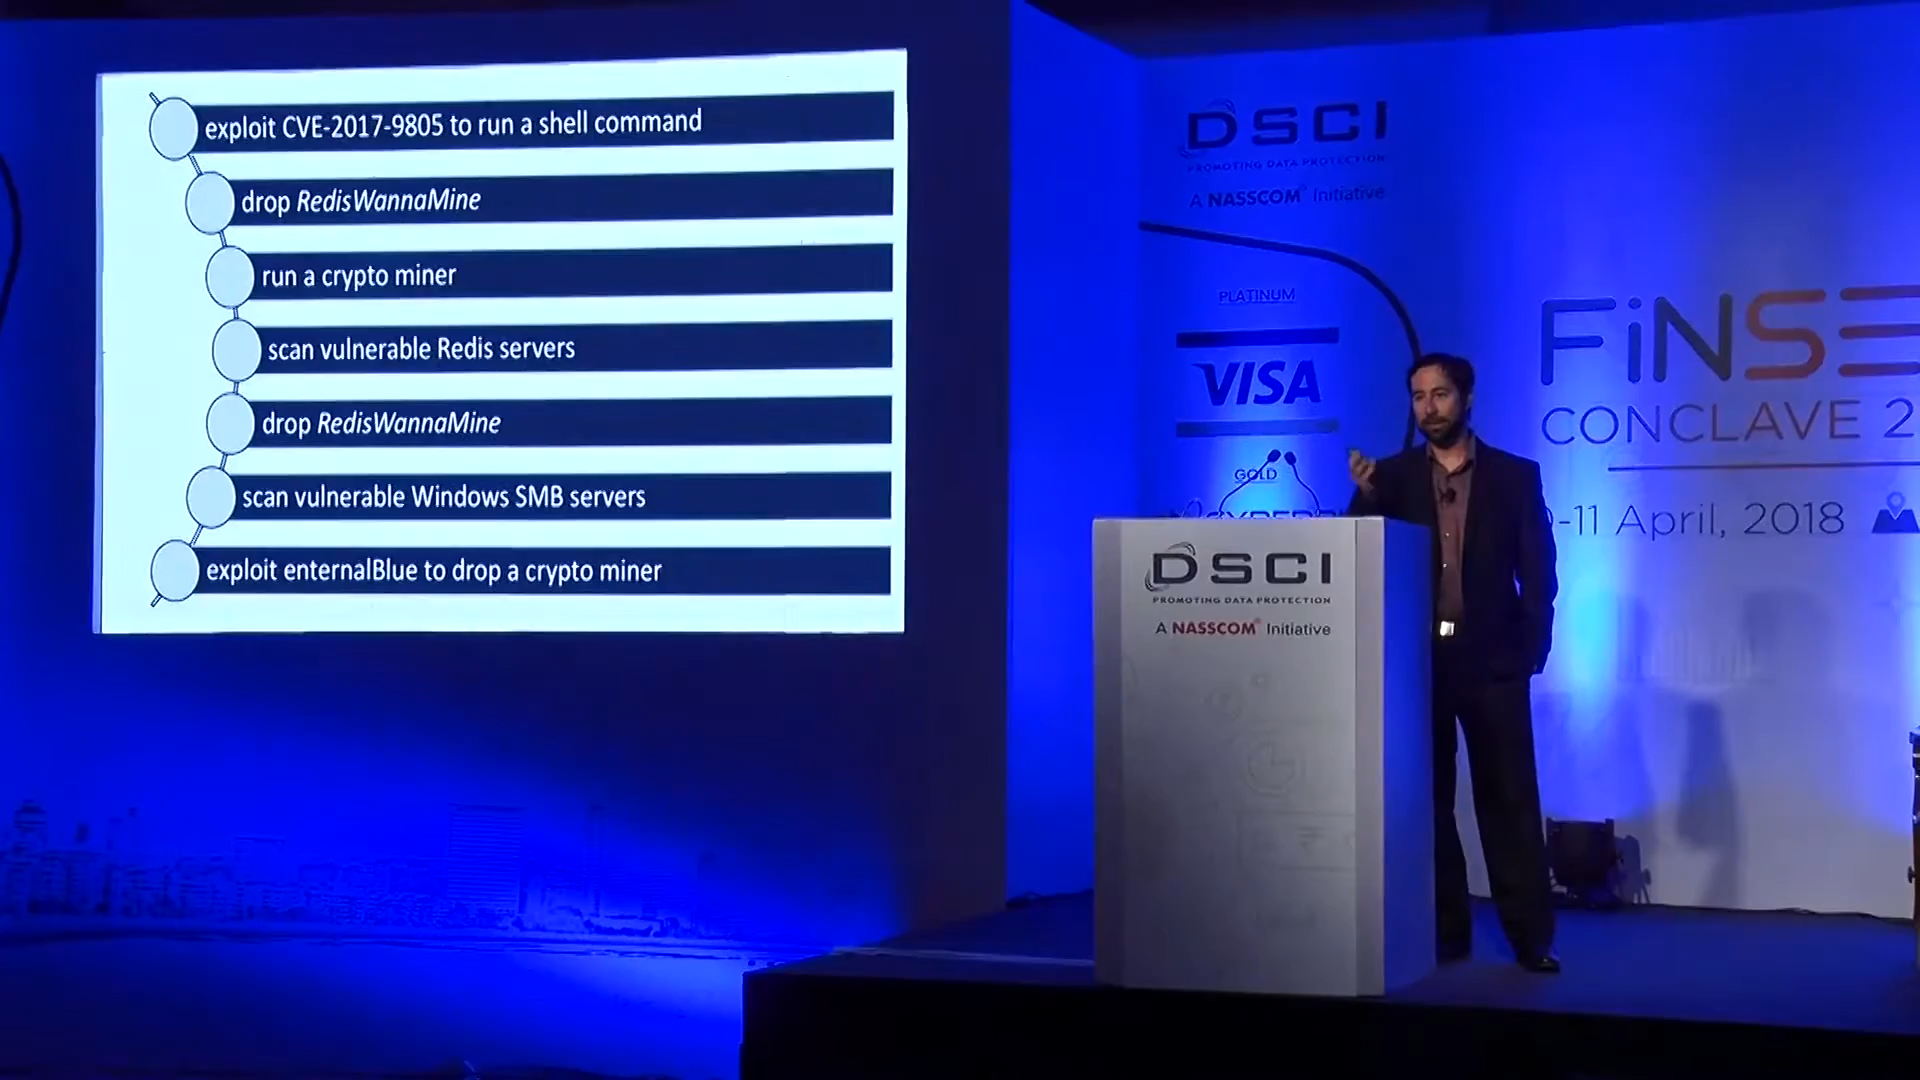 exploit CVE-2017-9805 to run a shell command
drop RedisWannaMine
run a crypto miner
scan vulnerable Redis servers
drop RedisWannaMine
scan vulnerable Windows SMB servers
exploit enternalBlue to drop a crypto miner
DSCI
PROMOTING DATA PROTECTION
A NASSCOM® Initiative
PLATINUM
VISA
GOLD
FiNSE
CONCLAVE 2
-11 April, 2018
DSCI
PROMOTING DATA PROTECTION
A NASSCOM® Initiative